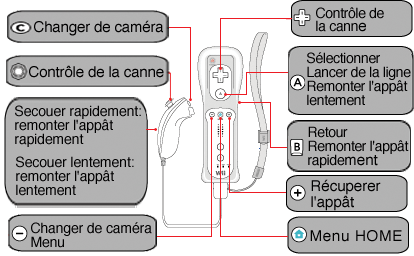 C Changer de caméra
Contrôle de la canne
Secouer rapidement:
remonter l'appât
rapidement
Secouer lentement:
remonter l'appât
lentement
− Changer de caméra
Menu
Contrôle de
la canne
Sélectionner
A Lancer de la ligne
Remonter l'appât
lentement
Retour
B Remonter l'appât
rapidement
+ Récuperer
l'appât
Menu HOME
A
Wii